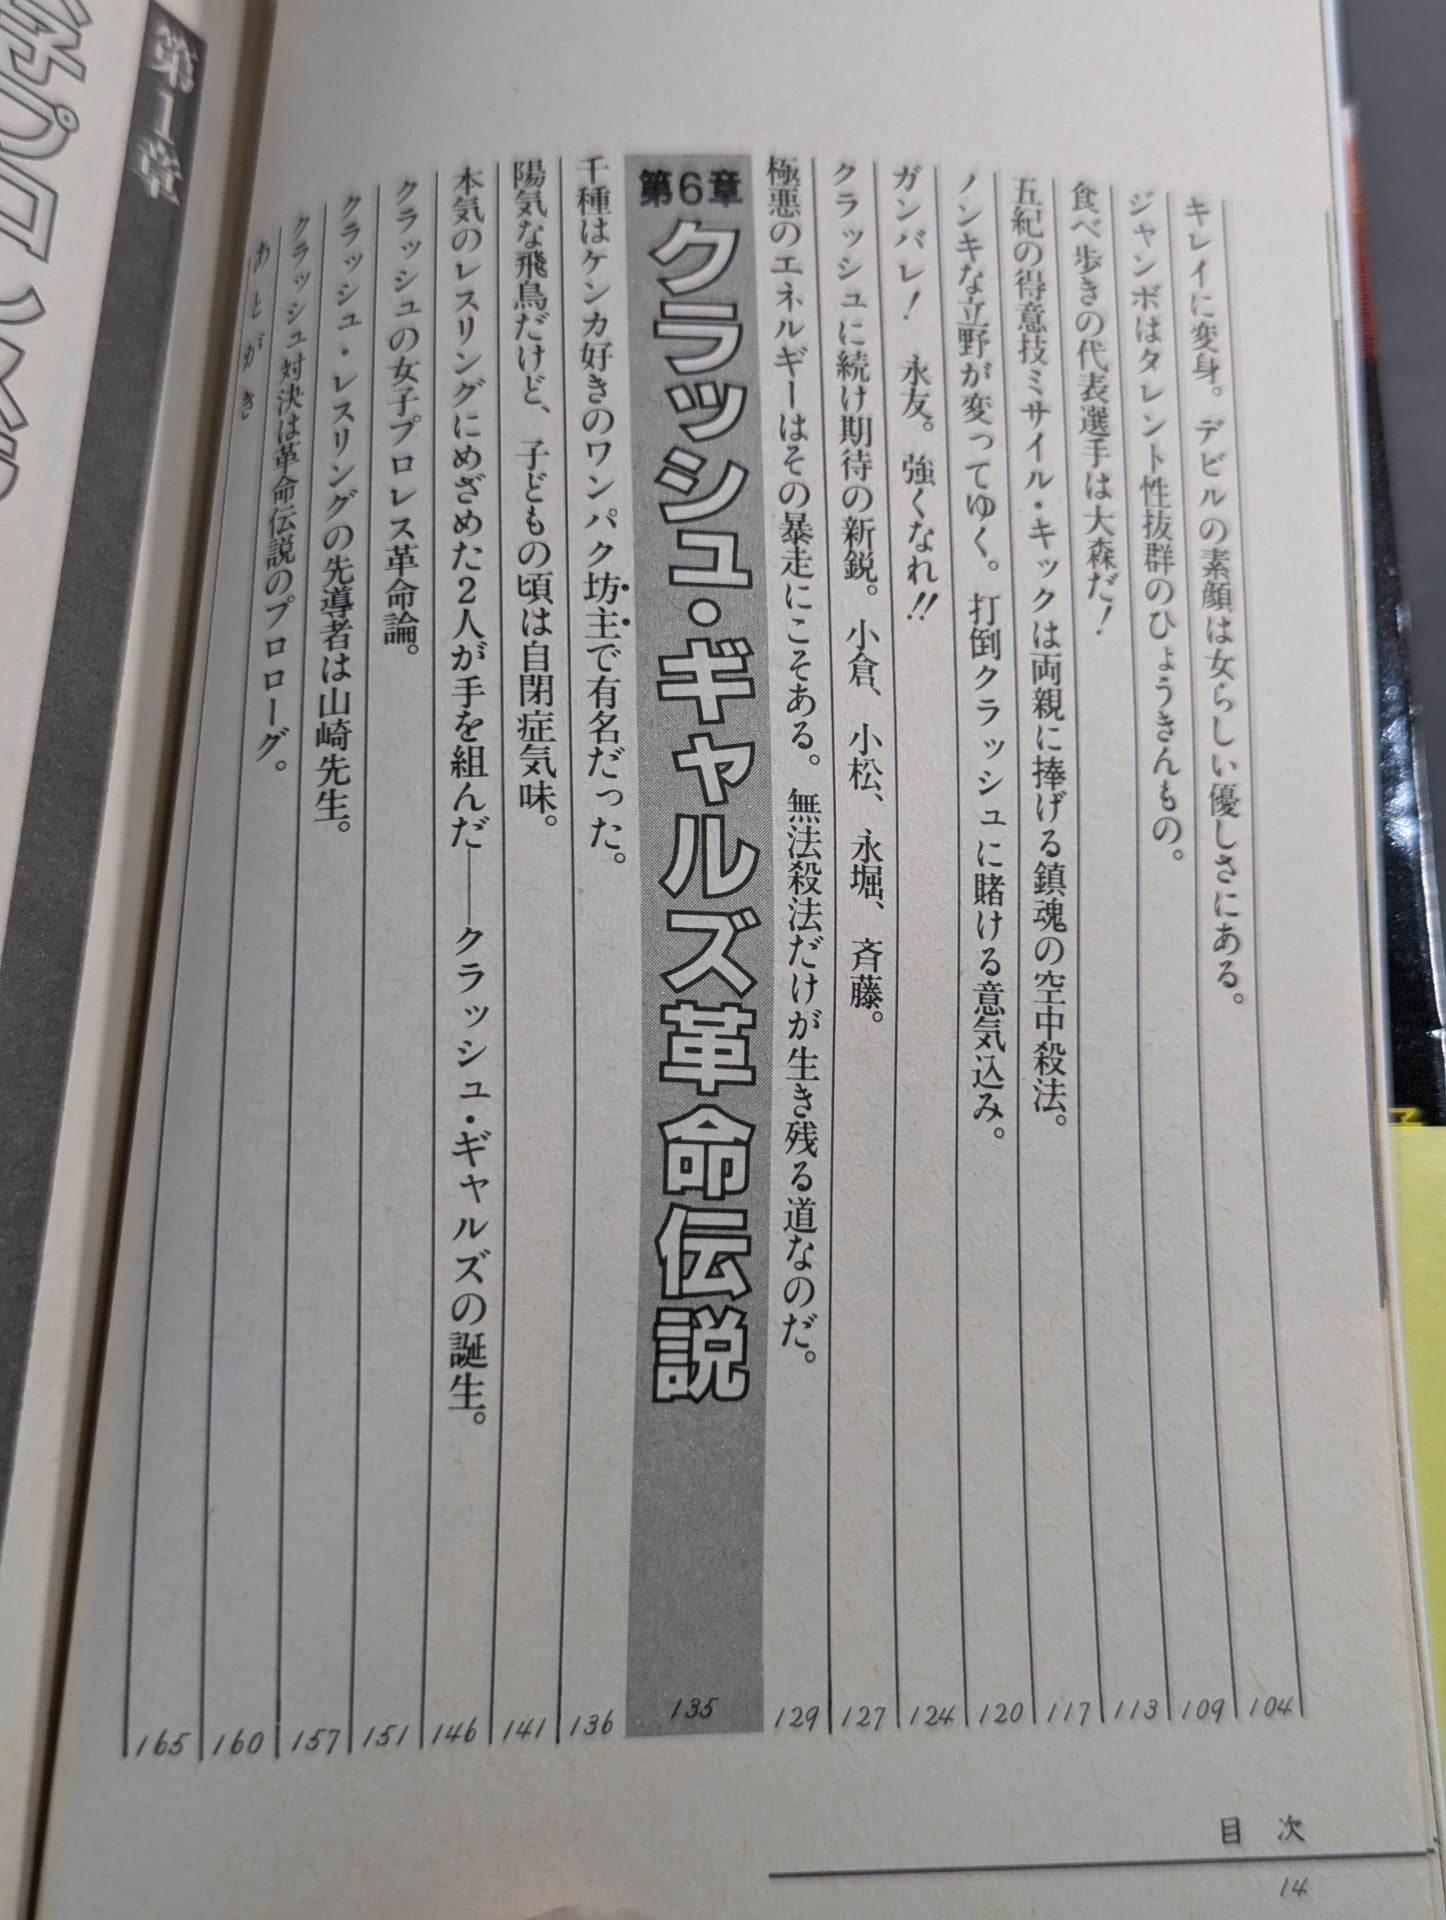 キレイに変身。デビルの素顔は女らしい優しさにある。 104
ジャンボはタレント性抜群のひょうきんもの。 109
食べ歩きの代表選手は大森だ！ 113
五紀の得意技ミサイル・キックは両親に捧げる鎮魂の空中殺法。 117
ノンキな立野が変ってゆく。打倒クラッシュに賭ける意気込み。 120
ガンバレ！ 永友。強くなれ!! 124
クラッシュに続け期待の新鋭。小倉、小松、永堀、斉藤。 127
極悪のエネルギーはその暴走にこそある。無法殺法だけが生き残る道なのだ。 129
第6章 クラッシュ・ギャルズ革命伝説 135
千種はケンカ好きのワンパク坊主で有名だった。 136
陽気な飛鳥だけど、子どもの頃は自閉症気味。 141
本気のレスリングにめざめた2人が手を組んだ――クラッシュ・ギャルズの誕生。 146
クラッシュの女子プロレス革命論。 151
クラッシュ・レスリングの先導者は山崎先生。 157
クラッシュ対決は革命伝説のプロローグ。 160
あとがき 165
目次
14
第1章